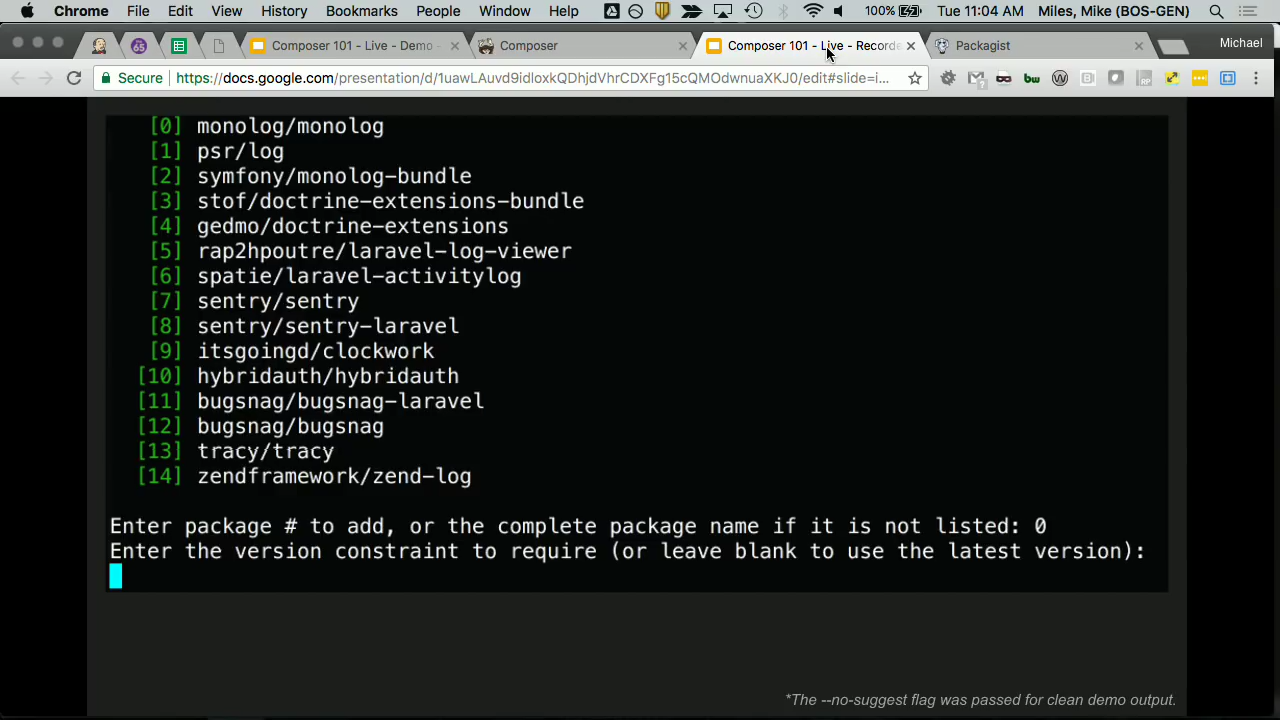 Chrome File Edit View History Bookmarks People Window Help 100% Tue 11:04 AM Miles, Mike (BOS-GEN)
Composer 101 - Live - Demo Composer Composer 101 - Live - Recorde Packagist Michael
Secure https://docs.google.com/presentation/d/
[0] monolog/monolog
[1] psr/log
[2] symfony/monolog-bundle
[3] stof/doctrine-extensions-bundle
[4] gedmo/doctrine-extensions
[5] rap2hpoutre/laravel-log-viewer
[6] spatie/laravel-activitylog
[7] sentry/sentry
[8] sentry/sentry-laravel
[9] itsgoingd/clockwork
[10] hybridauth/hybridauth
[11] bugsnag/bugsnag-laravel
[12] bugsnag/bugsnag
[13] tracy/tracy
[14] zendframework/zend-log
Enter package # to add, or the complete package name if it is not listed: 0
Enter the version constraint to require (or leave blank to use the latest version):
*The --no-suggest flag was passed for clean demo output.